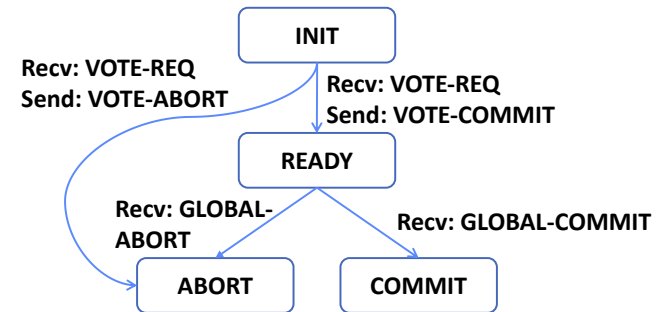 INIT
Recv: VOTE-REQ
Send: VOTE-ABORT
Recv: VOTE-REQ
Send: VOTE-COMMIT
READY
Recv: GLOBAL-
ABORT
Recv: GLOBAL-COMMIT
ABORT
COMMIT